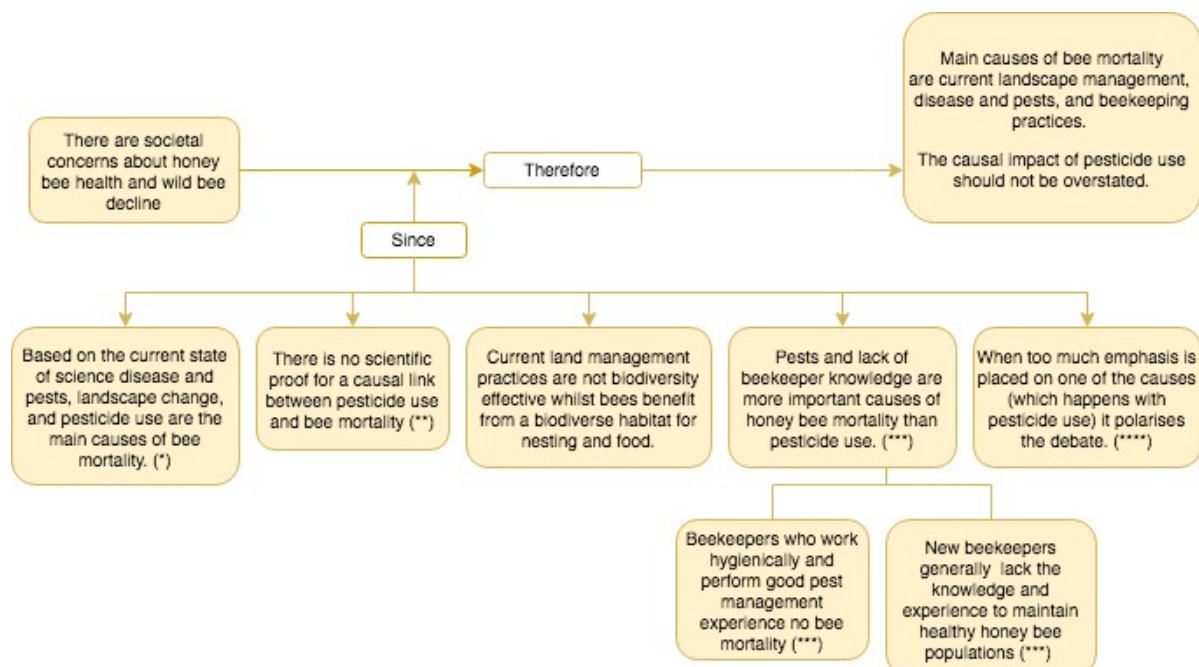 There are societal
concerns about honey
bee health and wild bee
decline
Therefore
Main causes of bee mortality
are current landscape management,
disease and pests, and beekeeping
practices.
The causal impact of pesticide use
should not be overstated.
Since
Based on the current state
of science disease and
pests, landscape change,
and pesticide use are the
main causes of bee
mortality. (*)
There is no scientific
proof for a causal link
between pesticide use
and bee mortality (**)
Current land management
practices are not biodiversity
effective whilst bees benefit
from a biodiverse habitat for
nesting and food.
Pests and lack of
beekeeper knowledge are
more important causes of
honey bee mortality than
pesticide use. (***)
When too much emphasis is
placed on one of the causes
(which happens with
pesticide use) it polarises
the debate. (****)
Beekeepers who work
hygienically and
perform good pest
management
experience no bee
mortality (***)
New beekeepers
generally  lack the
knowledge and
experience to maintain
healthy honey bee
populations (***)